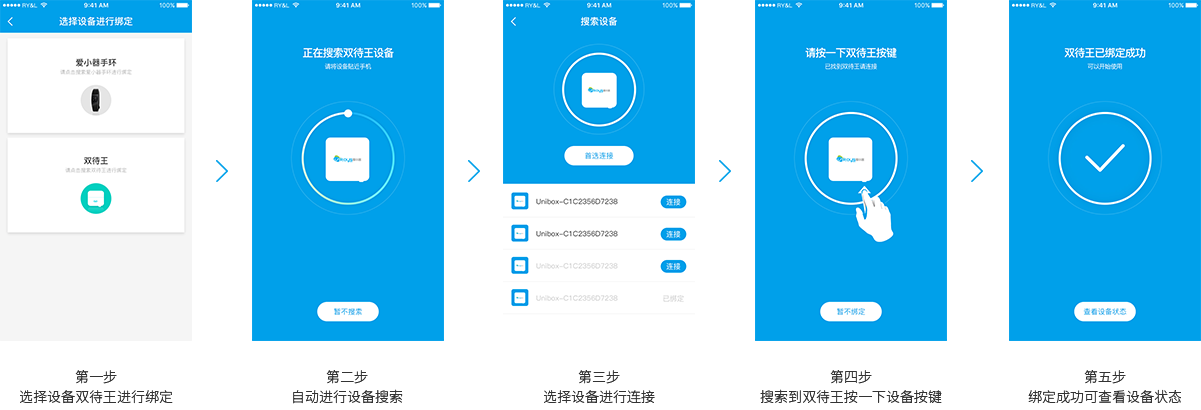 RY&L 9:41 AM 100%
选择设备进行绑定
爱小器手环
请点击搜索爱小器手环进行绑定
双待王
请点击搜索双待王进行绑定
第一步
选择设备双待王进行绑定
RY&L 9:41 AM 100%
正在搜索双待王设备
请将设备贴近手机
暂不搜索
第二步
自动进行设备搜索
RY&L 9:41 AM 100%
搜索设备
首选连接
Unibox-C1C2356D7238 连接
Unibox-C1C2356D7238 连接
Unibox-C1C2356D7238 连接
Unibox-C1C2356D7238 已绑定
第三步
选择设备进行连接
RY&L 9:41 AM 100%
请按一下双待王按键
已找到双待王请连接
暂不绑定
第四步
搜索到双待王按一下设备按键
RY&L 9:41 AM 100%
双待王已绑定成功
可以开始使用
查看设备状态
第五步
绑定成功可查看设备状态